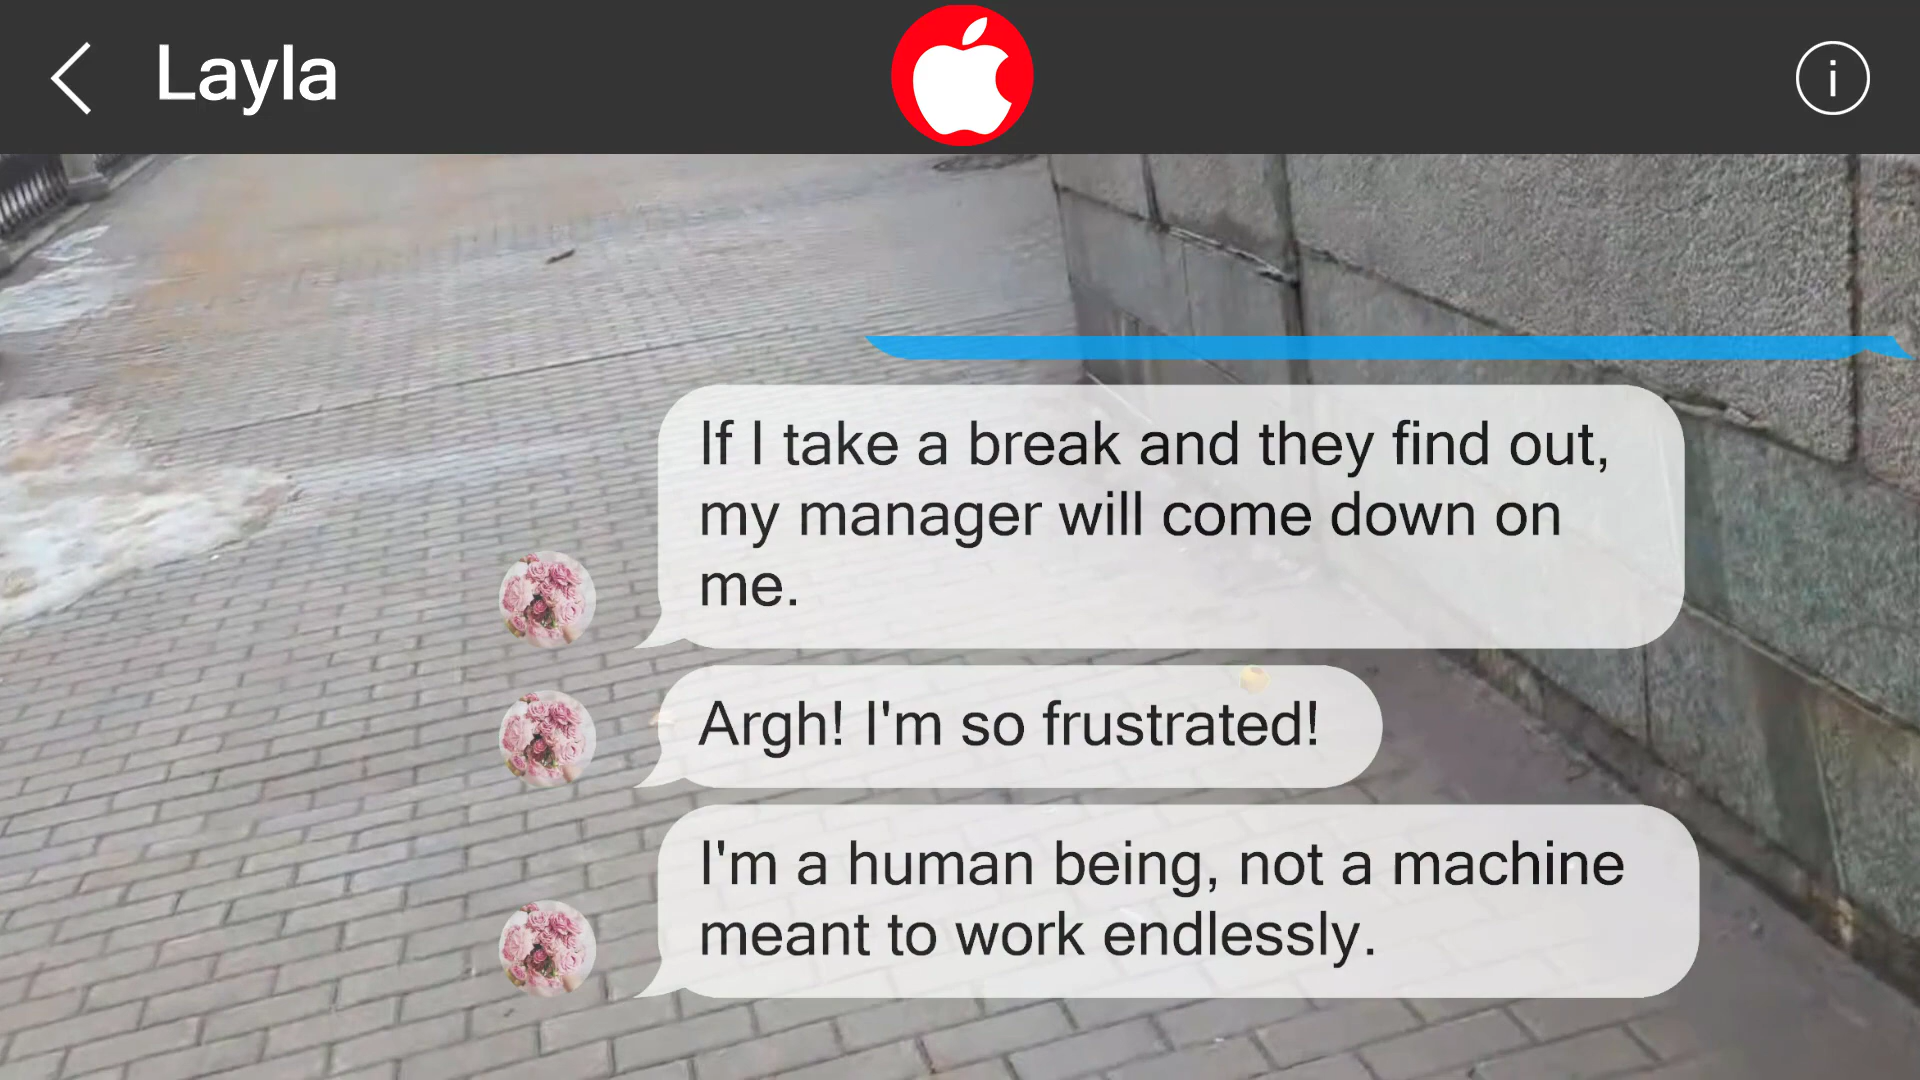 Layla
If I take a break and they find out,
my manager will come down on
me.
Argh! I'm so frustrated!
I'm a human being, not a machine
meant to work endlessly.